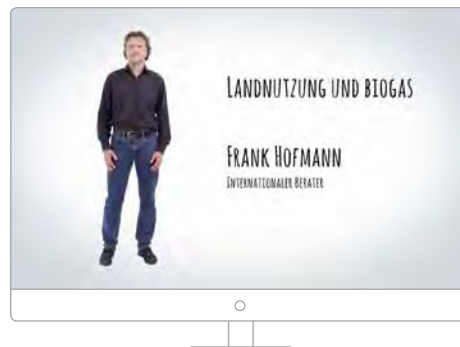 LANDNUTZUNG UND BIOGAS
FRANK HOFMANN
INTERNATIONALER BERATER